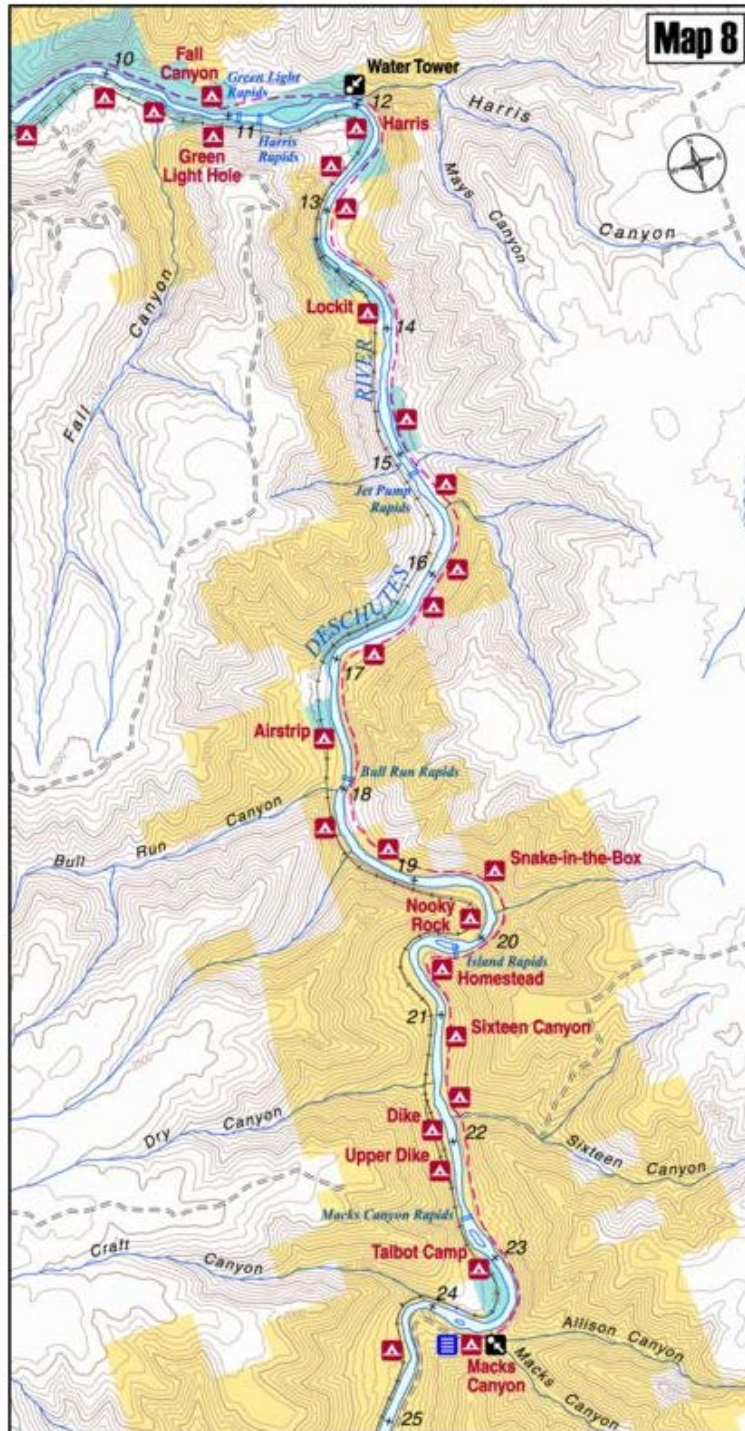 Map 8
10
Fall
Canyon
Green Light
Rapids
Water Tower
12
Harris
Canyon
11
Harris
Rapids
Harris
Green
Light Hole
Mays Canyon
13
Fall Canyon
Lockit
14
RIVER
15
Jet Pump
Rapids
16
DESCHUTES
17
Airstrip
Bull Run Rapids
18
Bull Run Canyon
19
Snake-in-the-Box
Nooky
Rock
20
Island Rapids
Homestead
21
Sixteen Canyon
Dry Canyon
Dike
22
Upper Dike
Sixteen Canyon
Macks Canyon Rapids
Craft Canyon
Talbot Camp
23
24
Allison Canyon
Macks
Canyon
Macks Canyon
25